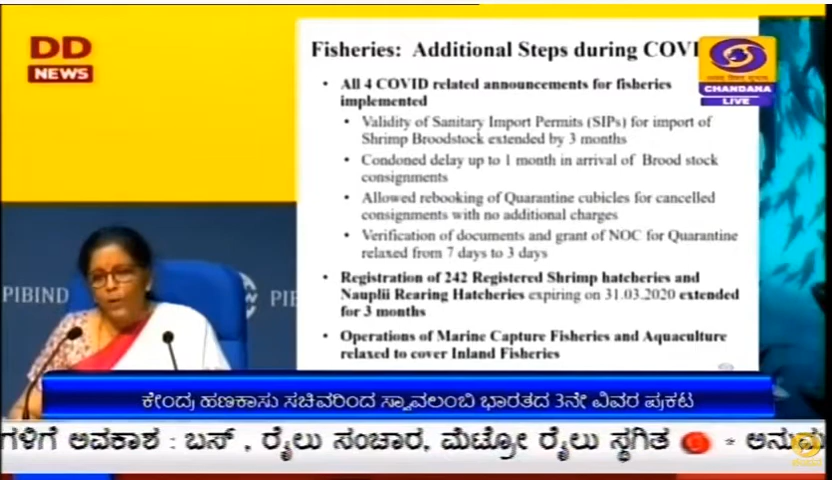 DD
NEWS
Fisheries: Additional Steps during
CHANDANA
LIVE
• All 4 COVID related announcements for fisheries
implemented
• Validity of Sanitary Import Permits (SIPs) for import of
Shrimp Broodstock extended by 3 months
• Condoned delay up to 1 month in arrival of Brood stock
consignments
• Allowed rebooking of Quarantine cubicles for cancelled
consignments with no additional charges
• Verification of documents and grant of NOC for Quarantine
relaxed from 7 days to 3 days
• Registration of 242 Registered Shrimp hatcheries and
Nauplii Rearing Hatcheries expiring on 31.03.2020 extended
for 3 months
• Operations of Marine Capture Fisheries and Aquaculture
relaxed to cover Inland Fisheries
PIBIND
PIB
ಕೇಂದ್ರ ಹಣಕಾಸು ಸಚಿವರಿಂದ ಸ್ವಾವಲಂಬಿ ಭಾರತದ 3ನೇ ವಿವರ ಪ್ರಕಟ
ಗಳಿಗೆ ಅವಕಾಶ : ಬಸ್ , ರೈಲು ಸಂಚಾರ, ಮೆಟ್ರೋ ರೈಲು ಸ್ಥಗಿತ * ಅನುಮ